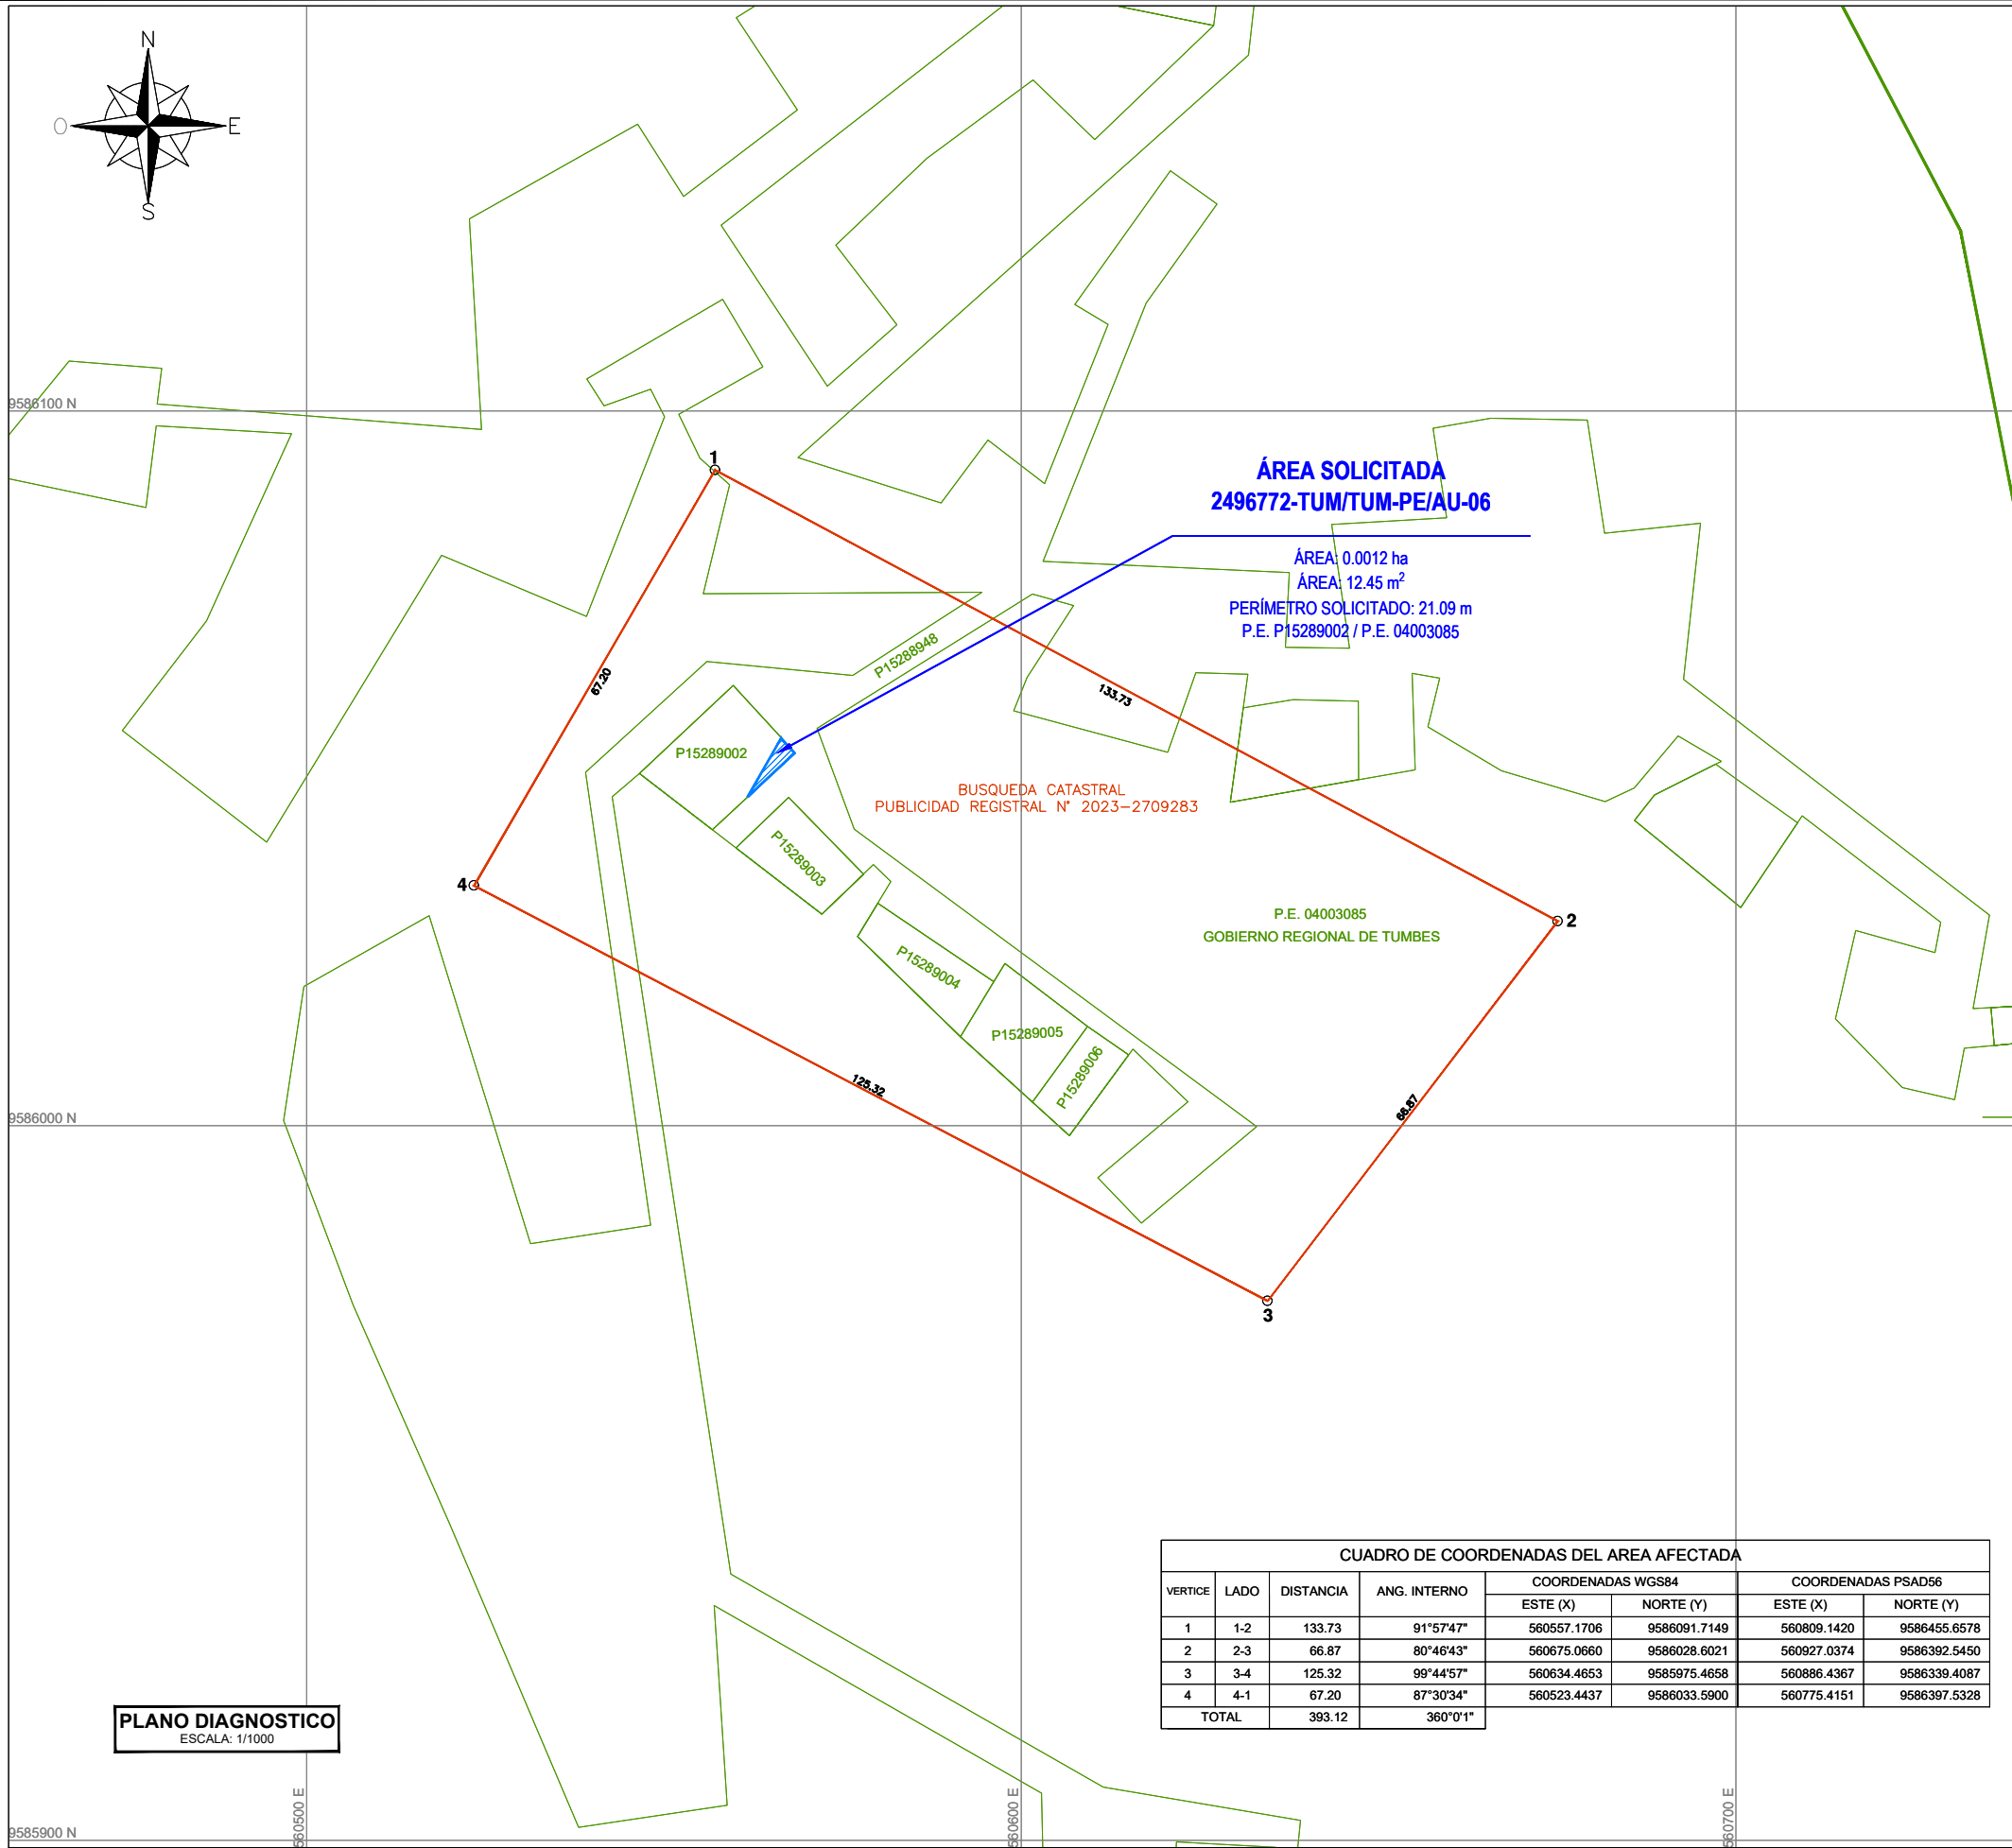 N
O
E
S
9586100 N
1
ÁREA SOLICITADA
2496772-TUM/TUM-PE/AU-06
ÁREA: 0.0012 ha
ÁREA: 12.45 m²
PERÍMETRO SOLICITADO: 21.09 m
P.E. P15289002 / P.E. 04003085
P15288948
67.20
133.73
P15289002
BUSQUEDA CATASTRAL
PUBLICIDAD REGISTRAL N° 2023-2709283
P15289003
4
2
P.E. 04003085
GOBIERNO REGIONAL DE TUMBES
P15289004
P15289005
P15289006
125.32
66.87
9586000 N
3
CUADRO DE COORDENADAS DEL AREA AFECTADA
VERTICE LADO DISTANCIA ANG. INTERNO COORDENADAS WGS84 COORDENADAS PSAD56
ESTE (X) NORTE (Y) ESTE (X) NORTE (Y)
1 1-2 133.73 91°57'47" 560557.1706 9586091.7149 560809.1420 9586455.6578
2 2-3 66.87 80°46'43" 560675.0660 9586028.6021 560927.0374 9586392.5450
3 3-4 125.32 99°44'57" 560634.4653 9585975.4658 560886.4367 9586339.4087
4 4-1 67.20 87°30'34" 560523.4437 9586033.5900 560775.4151 9586397.5328
TOTAL 393.12 360°0'1"
PLANO DIAGNOSTICO
ESCALA: 1/1000
560500 E
560600 E
560700 E
9585900 N